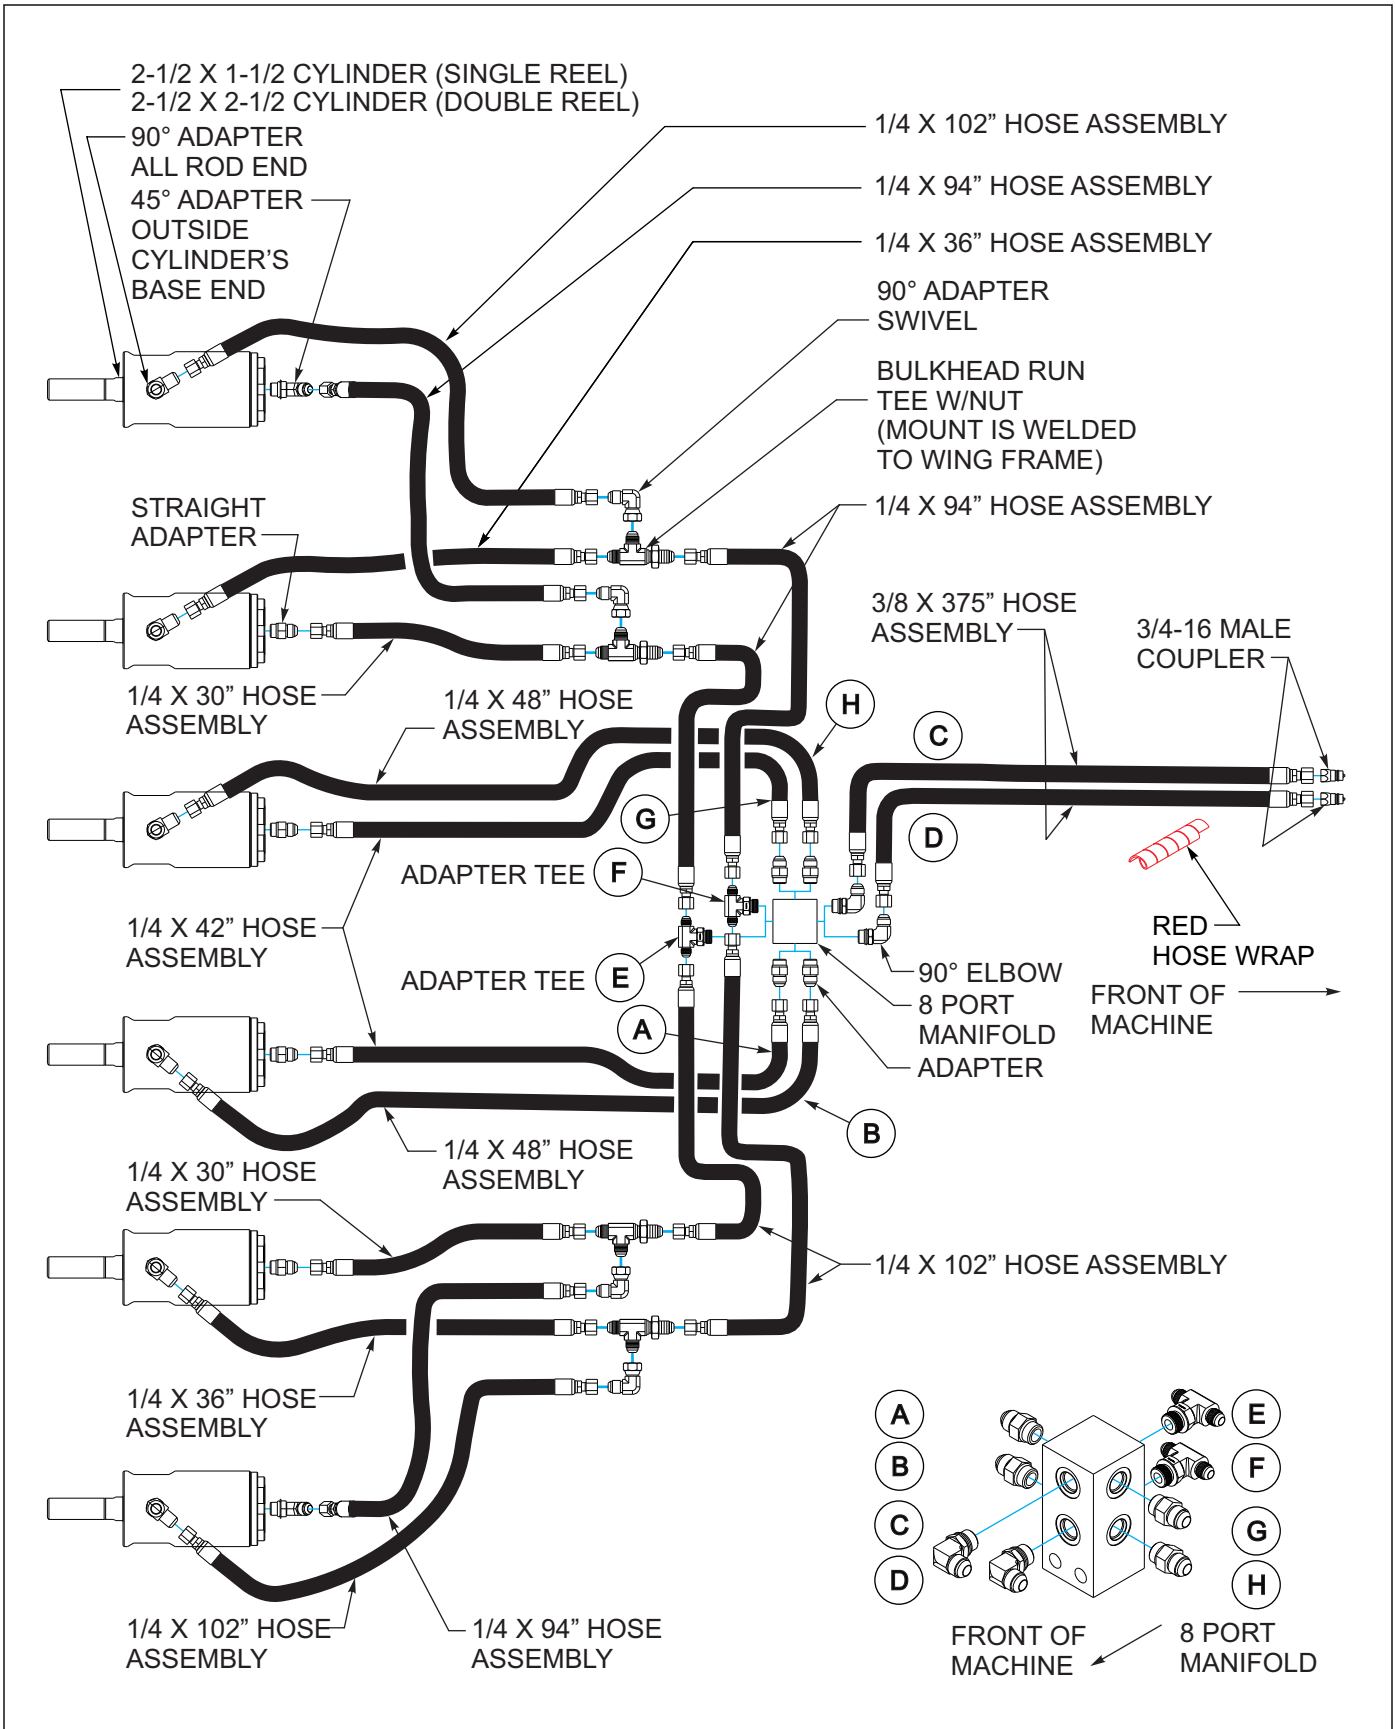 2-1/2 X 1-1/2 CYLINDER (SINGLE REEL)
2-1/2 X 2-1/2 CYLINDER (DOUBLE REEL)
90° ADAPTER
ALL ROD END
45° ADAPTER
OUTSIDE
CYLINDER’S
BASE END
1/4 X 102” HOSE ASSEMBLY
1/4 X 94” HOSE ASSEMBLY
1/4 X 36” HOSE ASSEMBLY
90° ADAPTER
SWIVEL
BULKHEAD RUN
TEE W/NUT
(MOUNT IS WELDED
TO WING FRAME)
1/4 X 94” HOSE ASSEMBLY
STRAIGHT
ADAPTER
3/8 X 375” HOSE
ASSEMBLY
3/4-16 MALE
COUPLER
1/4 X 30” HOSE
ASSEMBLY
1/4 X 48” HOSE
ASSEMBLY
H
C
G
D
ADAPTER TEE
F
1/4 X 42” HOSE
ASSEMBLY
RED
HOSE WRAP
ADAPTER TEE
E
90° ELBOW
8 PORT
MANIFOLD
ADAPTER
FRONT OF
MACHINE
A
B
1/4 X 48” HOSE
ASSEMBLY
1/4 X 30” HOSE
ASSEMBLY
1/4 X 102” HOSE ASSEMBLY
1/4 X 36” HOSE
ASSEMBLY
A
B
C
D
E
F
G
H
1/4 X 102” HOSE
ASSEMBLY
1/4 X 94” HOSE
ASSEMBLY
FRONT OF
MACHINE
8 PORT
MANIFOLD